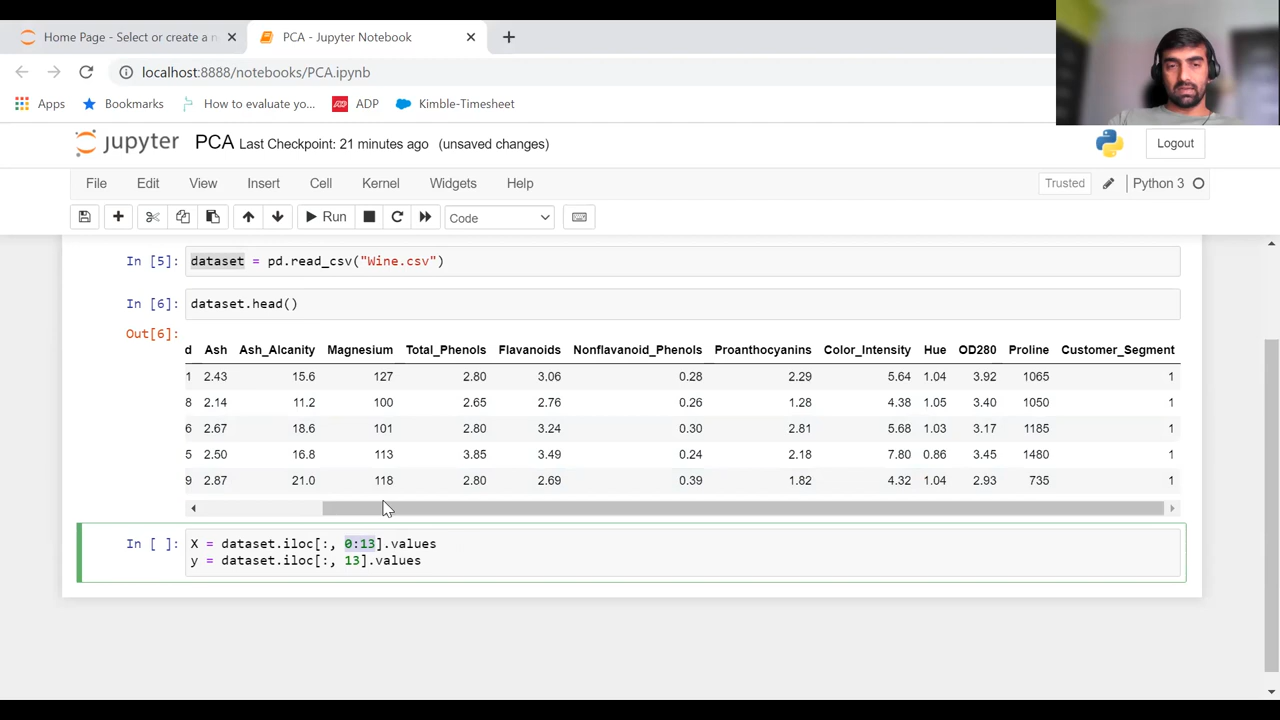 Home Page - Select or create a n
PCA - Jupyter Notebook
localhost:8888/notebooks/PCA.ipynb
Apps Bookmarks How to evaluate yo... ADP Kimble-Timesheet
jupyter PCA Last Checkpoint: 21 minutes ago (unsaved changes) Logout
File Edit View Insert Cell Kernel Widgets Help Trusted Python 3
Run Code
In [5]: dataset = pd.read_csv("Wine.csv")
In [6]: dataset.head()
Out[6]:
d Ash Ash_Alcanity Magnesium Total_Phenols Flavanoids Nonflavanoid_Phenols Proanthocyanins Color_Intensity Hue OD280 Proline Customer_Segment
1 2.43 15.6 127 2.80 3.06 0.28 2.29 5.64 1.04 3.92 1065 1
8 2.14 11.2 100 2.65 2.76 0.26 1.28 4.38 1.05 3.40 1050 1
6 2.67 18.6 101 2.80 3.24 0.30 2.81 5.68 1.03 3.17 1185 1
5 2.50 16.8 113 3.85 3.49 0.24 2.18 7.80 0.86 3.45 1480 1
9 2.87 21.0 118 2.80 2.69 0.39 1.82 4.32 1.04 2.93 735 1
In [ ]: X = dataset.iloc[:, 0:13].values
y = dataset.iloc[:, 13].values